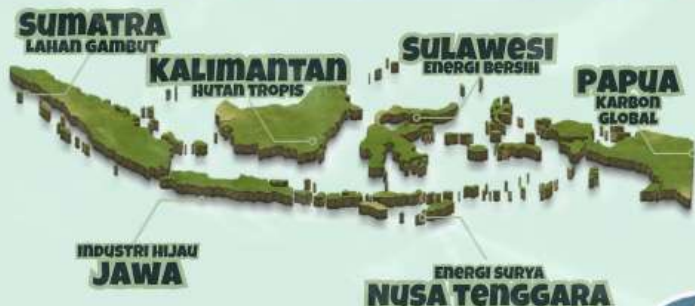 SUMATRA
LAHAN GAMBUT
KALIMANTAN
HUTAN TROPIS
SULAWESI
ENERGI BERSIH
PAPUA
KARBON
GLOBAL
INDUSTRI HIJAU
JAWA
ENERGI SURYA
NUSA TENGGARA